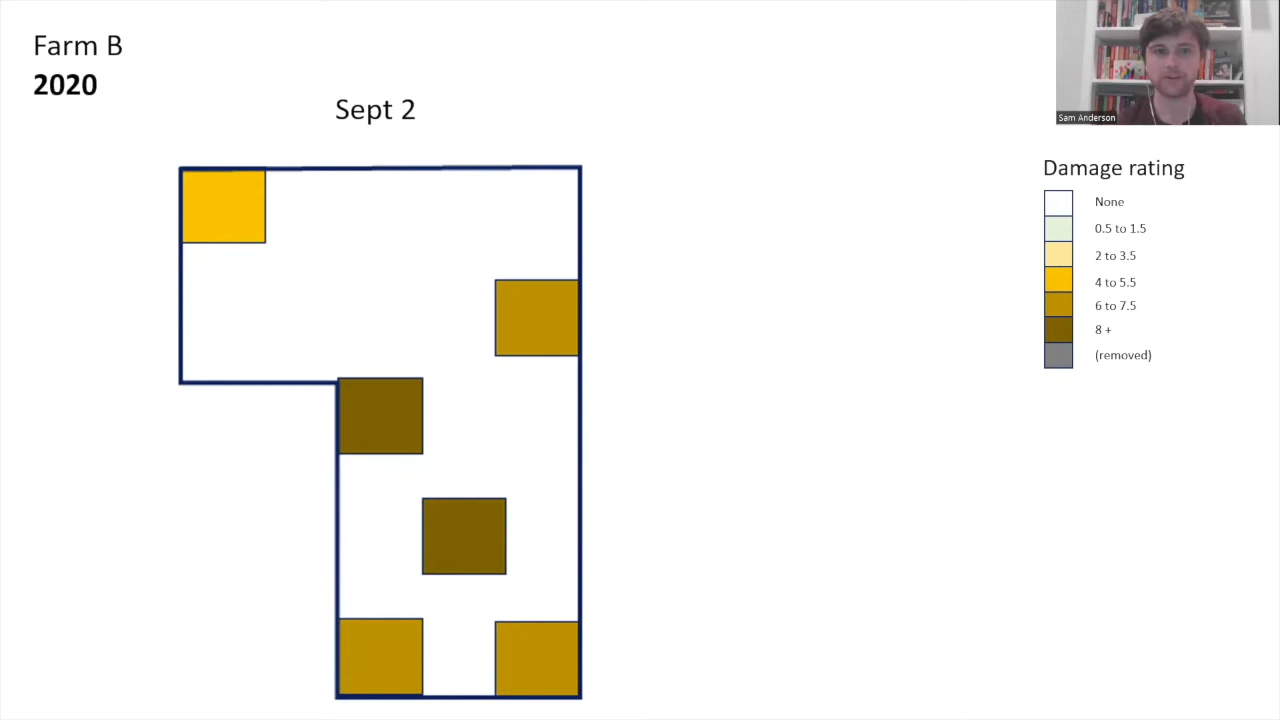 Farm B
2020
Sept 2
Sam Anderson
Damage rating
None
0.5 to 1.5
2 to 3.5
4 to 5.5
6 to 7.5
8 +
(removed)